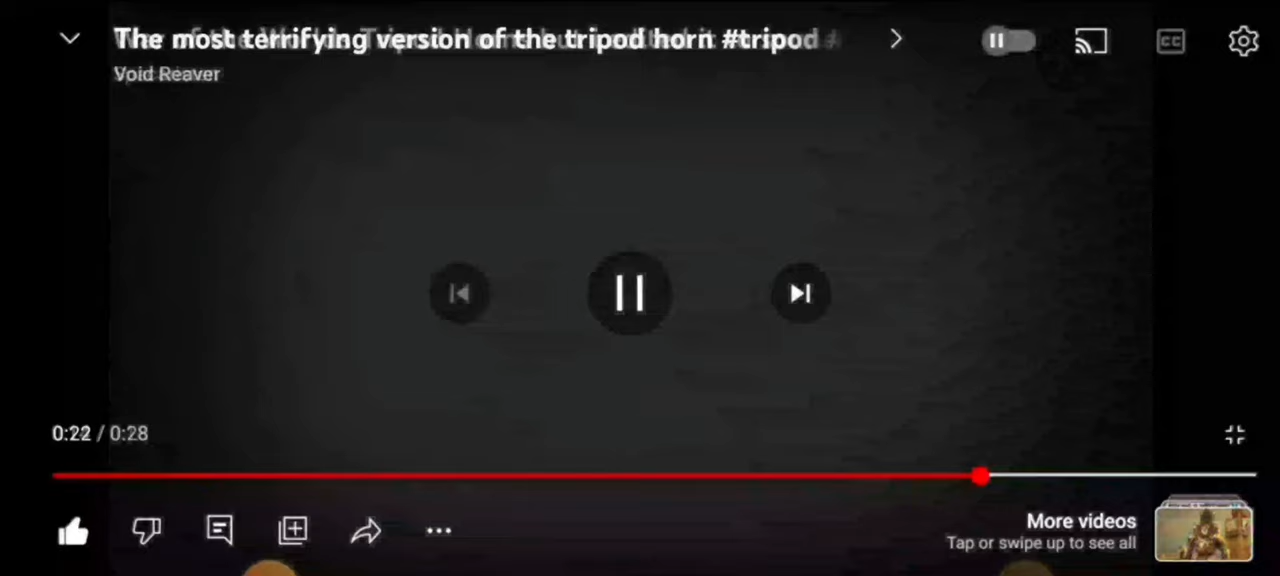 The most terrifying version of the tripod horn #tripod
Void Reaver
CC
0:22 / 0:28
More videos
Tap or swipe up to see all